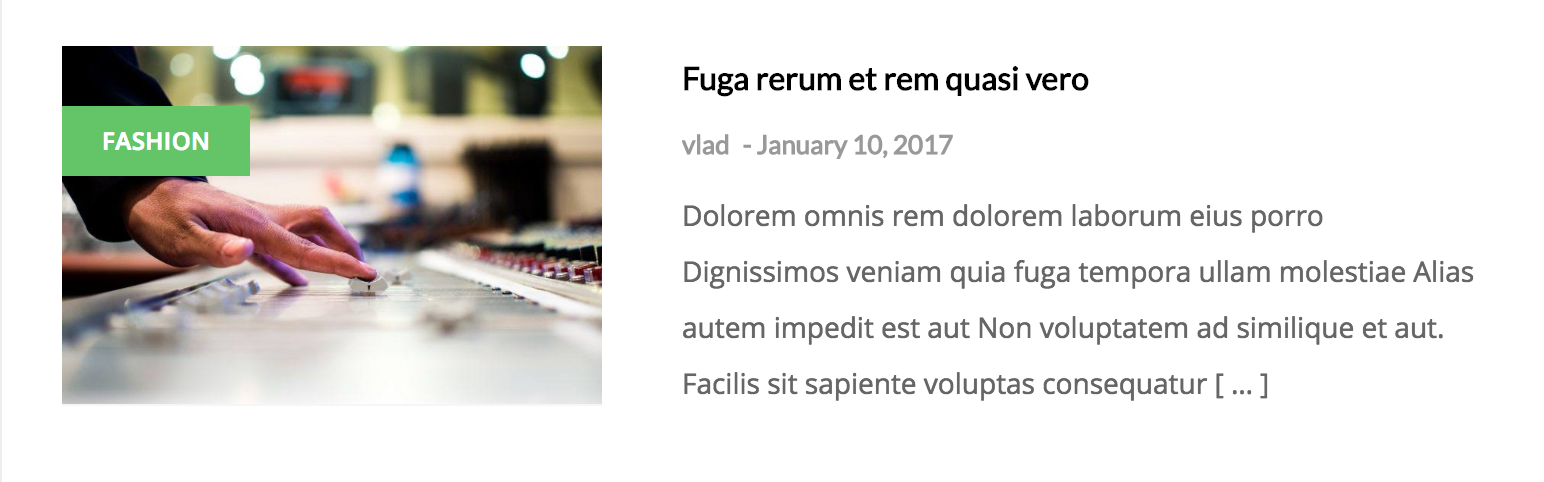 FASHION
Fuga rerum et rem quasi vero
vlad - January 10, 2017
Dolorem omnis rem dolorem laborum eius porro
Dignissimos veniam quia fuga tempora ullam molestiae Alias
autem impedit est aut Non voluptatem ad similique et aut.
Facilis sit sapiente voluptas consequatur [ ... ]